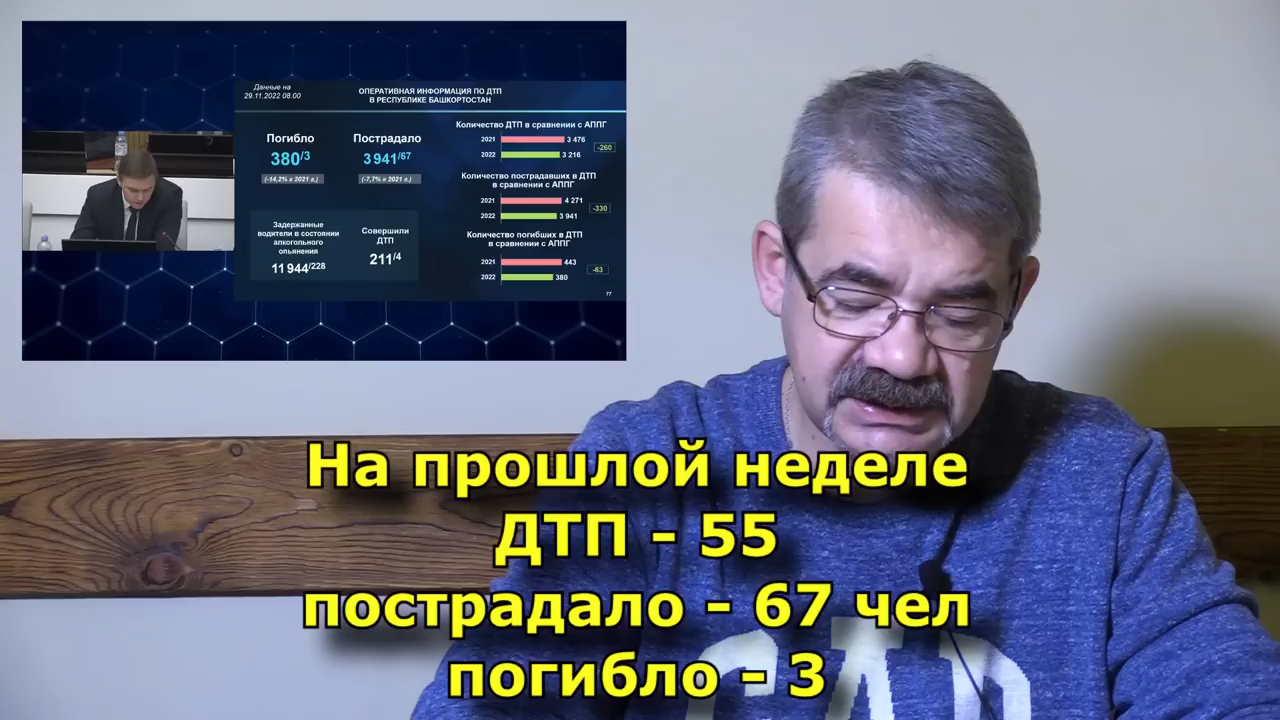 Данные на
29.11.2022 08.00
ОПЕРАТИВНАЯ ИНФОРМАЦИЯ ПО ДТП
В РЕСПУБЛИКЕ БАШКОРТОСТАН
Погибло
380/3
(-14,2% к 2021 г.)
Пострадало
3 941/67
(-7,7% к 2021 г.)
Задержанные
водители в состоянии
алкогольного
опьянения
11 944/228
Совершили
ДТП
211/4
Количество ДТП в сравнении с АППГ
2021 3 476
2022 3 216
-260
Количество пострадавших в ДТП
в сравнении с АППГ
2021 4 271
2022 3 941
-330
Количество погибших в ДТП
в сравнении с АППГ
2021 443
2022 380
-63
77
На прошлой неделе
ДТП - 55
пострадало - 67 чел
погибло - 3
GAP